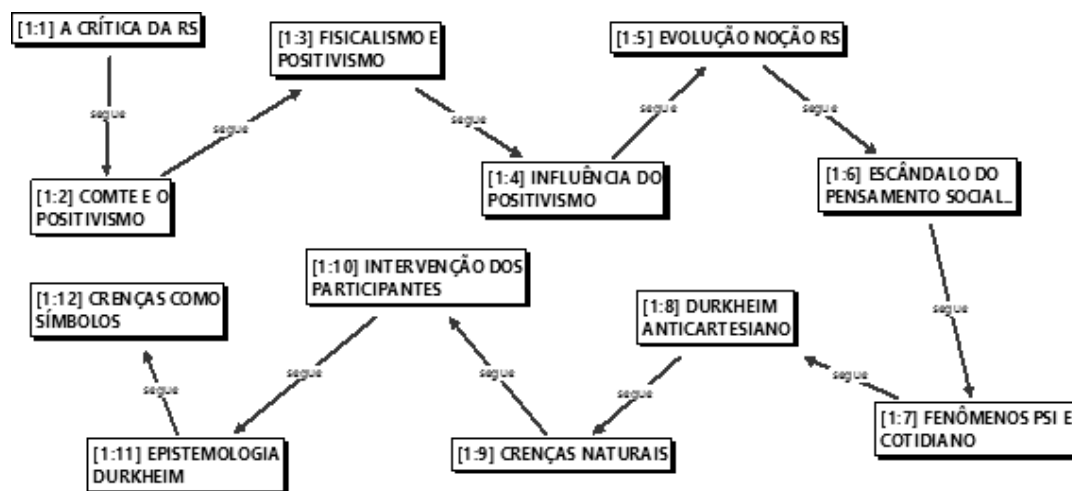 [1:1] A CRÍTICA DA RS
segue
[1:2] COMTE E O
POSITIVISMO
segue
[1:3] FISICALISMO E
POSITIVISMO
segue
[1:4] INFLUÊNCIA DO
POSITIVISMO
segue
[1:5] EVOLUÇÃO NOÇÃO RS
segue
[1:6] ESCÂNDALO DO
PENSAMENTO SOCIAL..
segue
[1:7] FENÔMENOS PSI E
COTIDIANO
segue
[1:8] DURKHEIM
ANTICARTESIANO
segue
[1:9] CRENÇAS NATURAIS
segue
[1:10] INTERVENÇÃO DOS
PARTICIPANTES
segue
[1:11] EPISTEMOLOGIA
DURKHEIM
segue
[1:12] CRENÇAS COMO
SÍMBOLOS